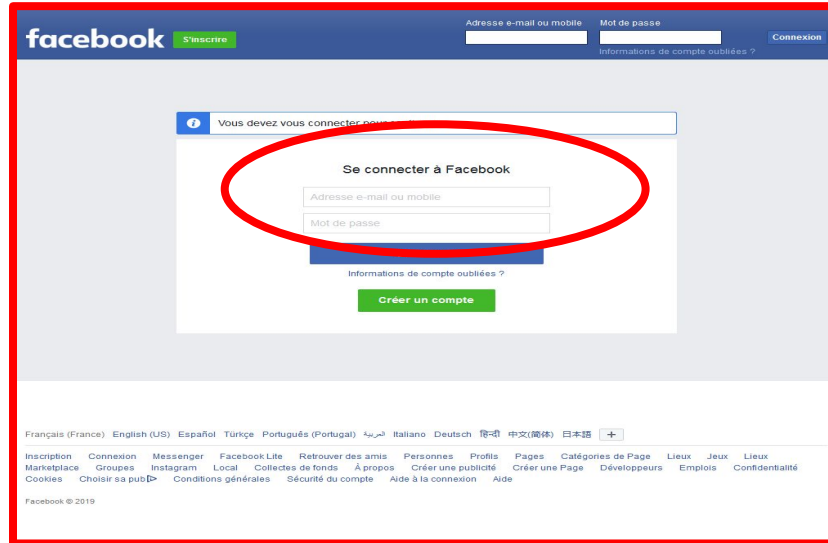 Adresse e-mail ou mobile Mot de passe
facebook S'inscrire Connexion
Informations de compte oubliées ?
Vous devez vous connecter pour
Se connecter à Facebook
Adresse e-mail ou mobile
Mot de passe
Informations de compte oubliées ?
Créer un compte
Français (France) English (US) Español Türkçe Português (Portugal) العربية Italiano Deutsch हिन्दी 中文(简体) 日本語 +
Inscription Connexion Messenger Facebook Lite Retrouver des amis Personnes Profils Pages Catégories de Page Lieux Jeux Lieux
Marketplace Groupes Instagram Local Collectes de fonds À propos Créer une publicité Créer une Page Développeurs Emplois Confidentialité
Cookies Choisir sa pub Conditions générales Sécurité du compte Aide à la connexion Aide
Facebook © 2019